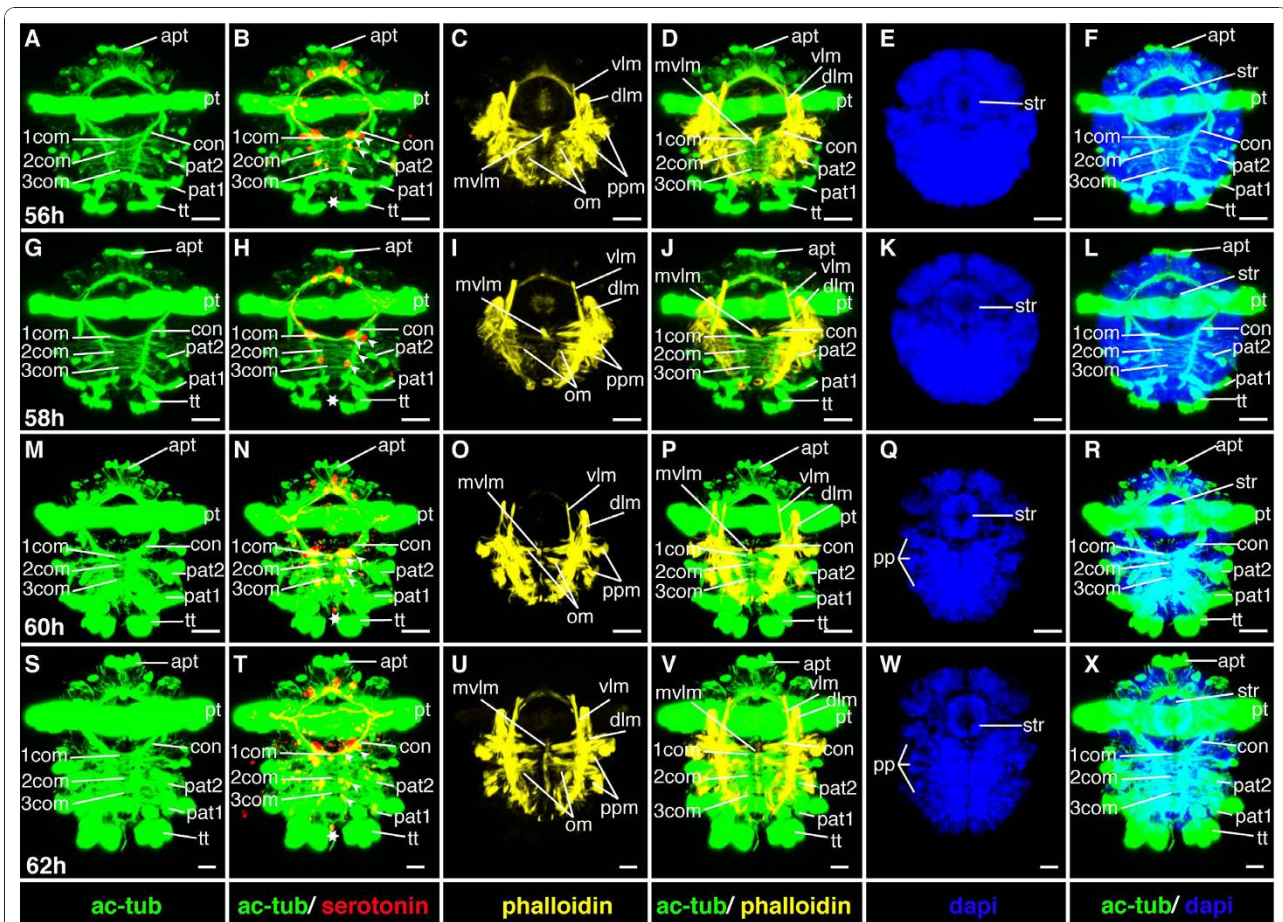 A
apt
pt
1com
2com
3com
con
pat2
pat1
tt
56h
B
apt
1com
2com
3com
con
pat2
pat1
tt
C
vlm
dlm
mvlm
om
ppm
D
mvlm
vlm
dlm
pt
1com
2com
3com
con
pat2
pat1
tt
E
str
F
apt
str
pt
1com
2com
3com
con
pat2
pat1
tt
G
apt
pt
1com
2com
3com
con
pat2
pat1
tt
58h
H
apt
pt
1com
2com
3com
con
pat2
pat1
tt
I
vlm
dlm
mvlm
om
ppm
J
apt
mvlm
vlm
dlm
pt
1com
2com
3com
con
pat2
pat1
tt
K
str
L
apt
str
pt
1com
2com
3com
con
pat2
pat1
tt
M
apt
pt
1com
2com
3com
con
pat2
pat1
tt
60h
N
apt
pt
1com
2com
3com
con
pat2
pat1
tt
O
mvlm
vlm
dlm
om
ppm
P
apt
mvlm
vlm
dlm
pt
1com
2com
3com
con
pat2
pat1
tt
Q
str
pp
R
apt
str
pt
1com
2com
3com
con
pat2
pat1
tt
S
apt
pt
1com
2com
3com
con
pat2
pat1
tt
62h
T
apt
pt
1com
2com
3com
con
pat2
pat1
tt
U
mvlm
vlm
dlm
om
ppm
V
apt
mvlm
vlm
dlm
pt
1com
2com
3com
con
pat2
pat1
tt
W
str
pp
X
apt
str
pt
1com
2com
3com
con
pat2
pat1
tt
ac-tub
ac-tub/ serotonin
phalloidin
ac-tub/ phalloidin
dapi
ac-tub/ dapi